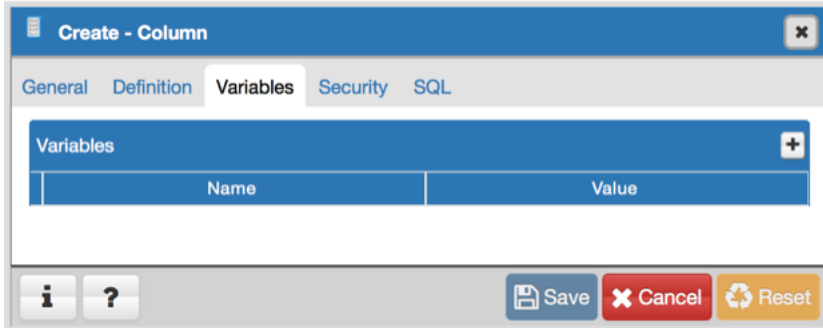 Create - Column
General Definition Variables Security SQL
Variables
Name Value
i ? Save Cancel Reset